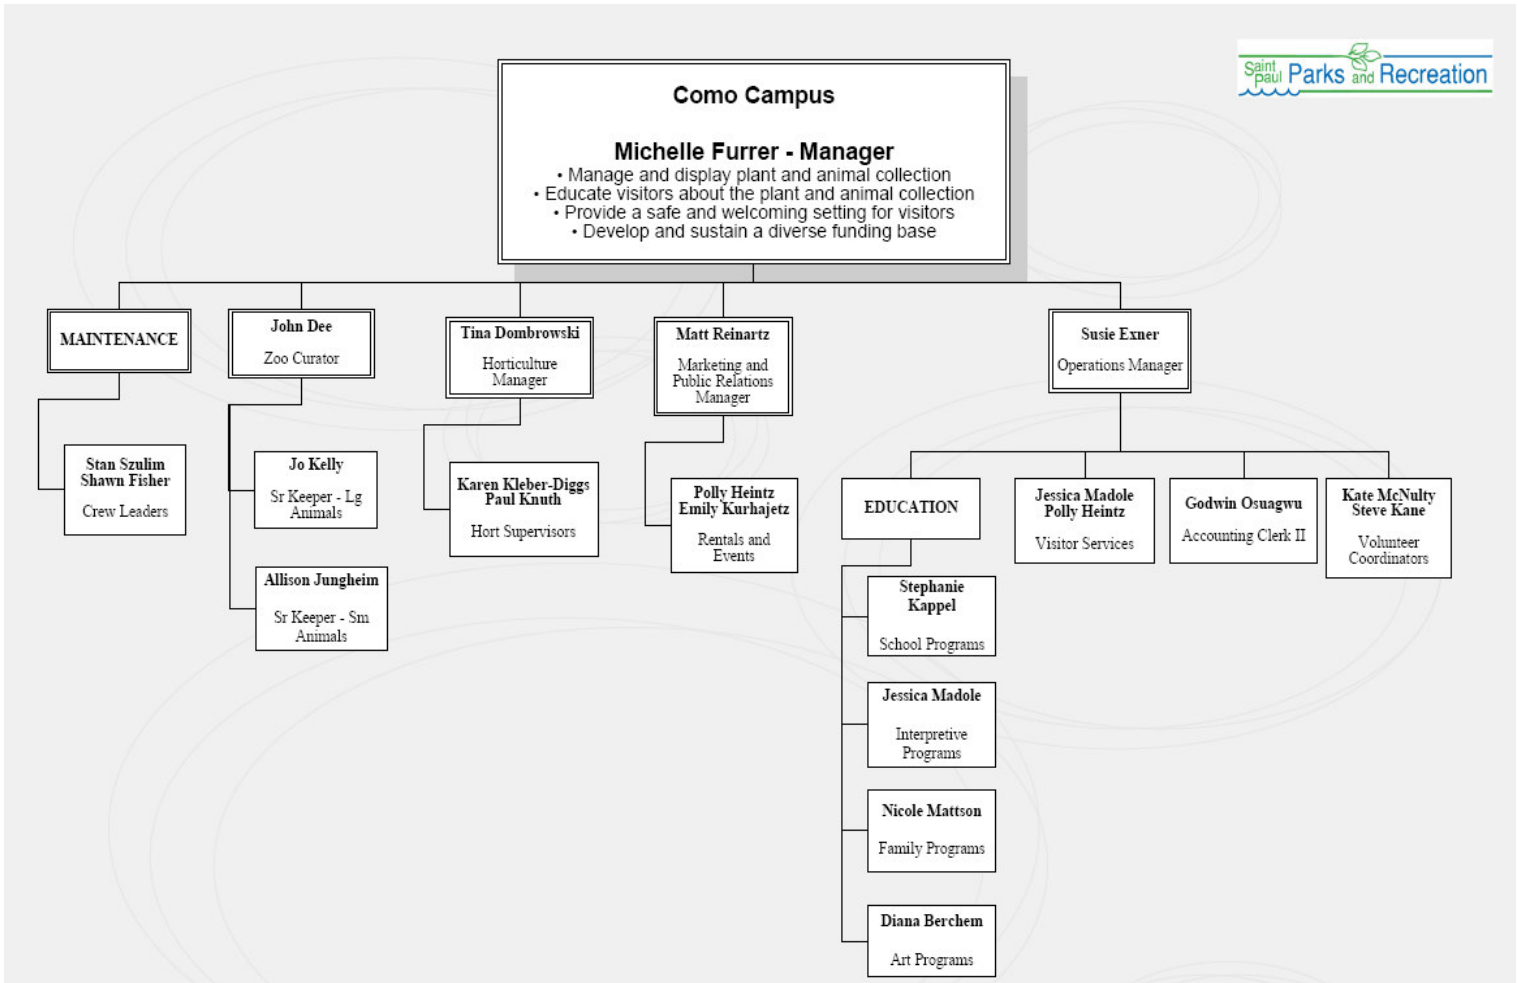 Saint
Paul
Parks and Recreation
Como Campus
Michelle Furrer - Manager
• Manage and display plant and animal collection
• Educate visitors about the plant and animal collection
• Provide a safe and welcoming setting for visitors
• Develop and sustain a diverse funding base
MAINTENANCE
John Dee
Zoo Curator
Tina Dombrowski
Horticulture
Manager
Matt Reinartz
Marketing and
Public Relations
Manager
Susie Exner
Operations Manager
Stan Szulim
Shawn Fisher
Crew Leaders
Jo Kelly
Sr Keeper - Lg
Animals
Allison Jungheim
Sr Keeper - Sm
Animals
Karen Kleber-Diggs
Paul Knuth
Hort Supervisors
Polly Heintz
Emily Kurhajetz
Rentals and
Events
EDUCATION
Jessica Madole
Polly Heintz
Visitor Services
Godwin Osuagwu
Accounting Clerk II
Kate McNulty
Steve Kane
Volunteer
Coordinators
Stephanie
Kappel
School Programs
Jessica Madole
Interpretive
Programs
Nicole Mattson
Family Programs
Diana Berchem
Art Programs